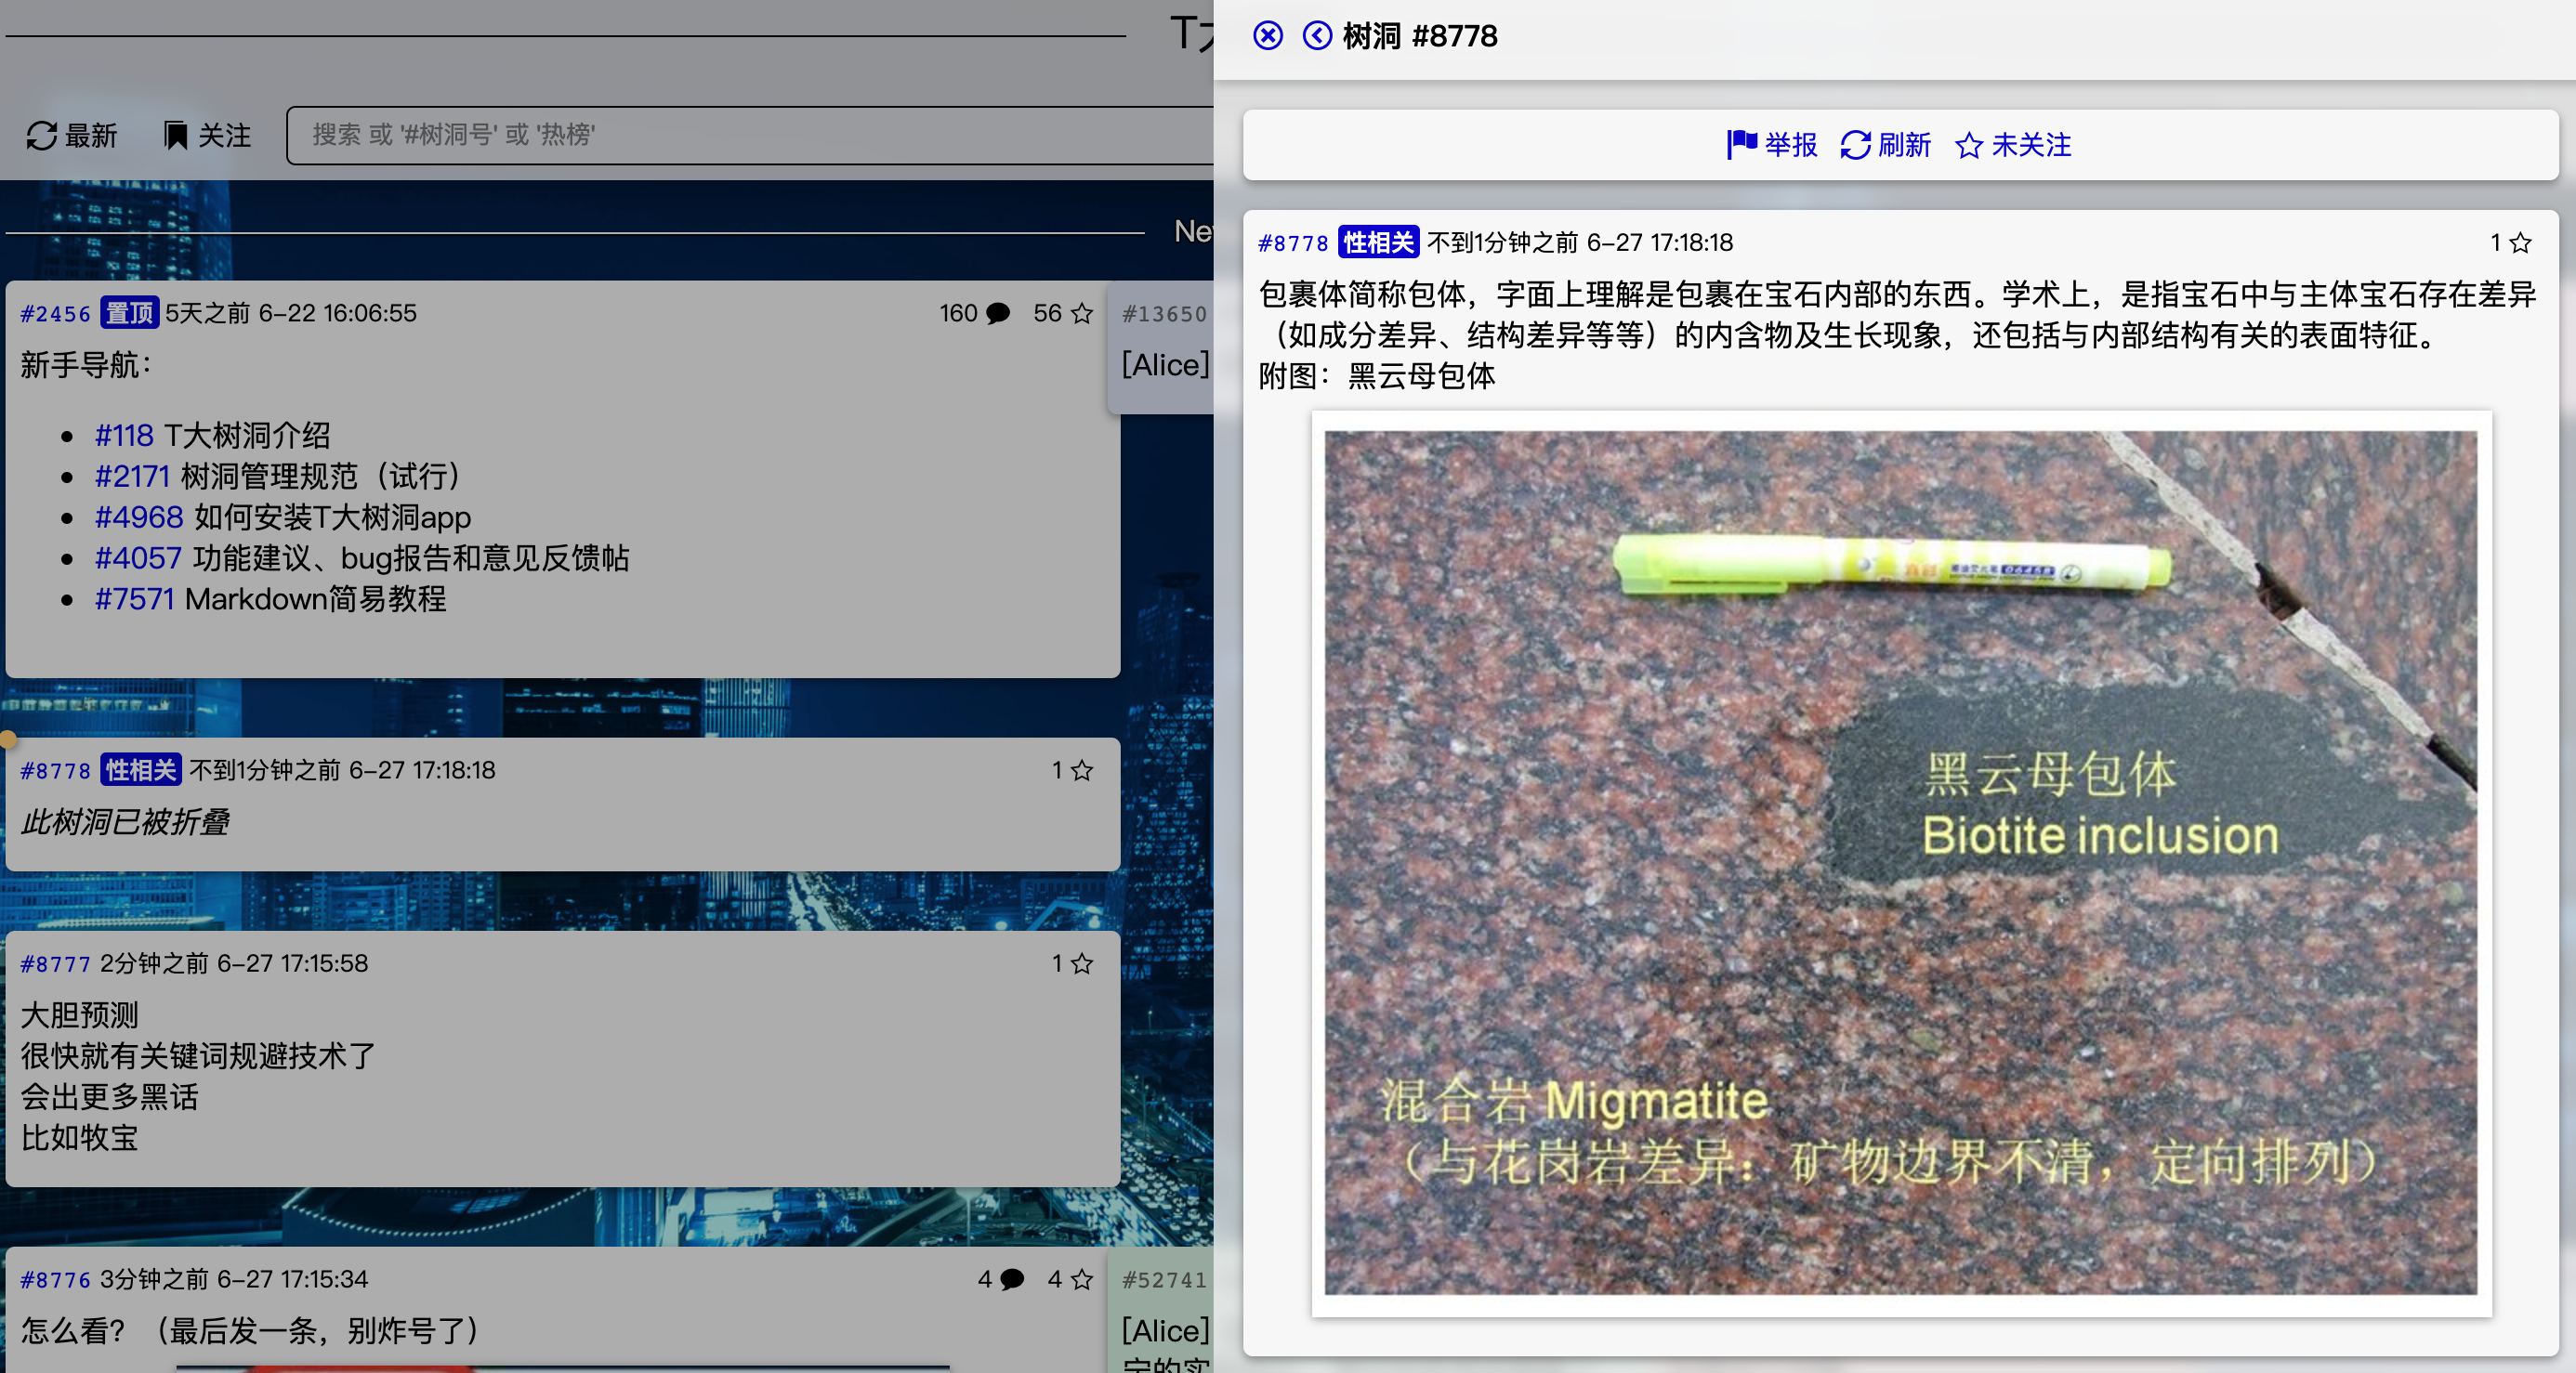 T大
最新
关注
搜索 或 '#树洞号' 或 '热榜'
#2456 置顶 5天之前 6-22 16:06:55 160 56
新手导航：
#118 T大树洞介绍
#2171 树洞管理规范（试行）
#4968 如何安装T大树洞app
#4057 功能建议、bug报告和意见反馈帖
#7571 Markdown简易教程
#13650
[Alice]
#8778 性相关 不到1分钟之前 6-27 17:18:18 1
此树洞已被折叠
#8777 2分钟之前 6-27 17:15:58 1
大胆预测
很快就有关键词规避技术了
会出更多黑话
比如牧宝
#8776 3分钟之前 6-27 17:15:34 4 4
怎么看？（最后发一条，别炸号了）
#52741
[Alice]
树洞 #8778
举报 刷新 未关注
#8778 性相关 不到1分钟之前 6-27 17:18:18 1
包裹体简称包体，字面上理解是包裹在宝石内部的东西。学术上，是指宝石中与主体宝石存在差异
（如成分差异、结构差异等等）的内含物及生长现象，还包括与内部结构有关的表面特征。
附图：黑云母包体
黑云母包体
Biotite inclusion
混合岩 Migmatite
（与花岗岩差异：矿物边界不清，定向排列）